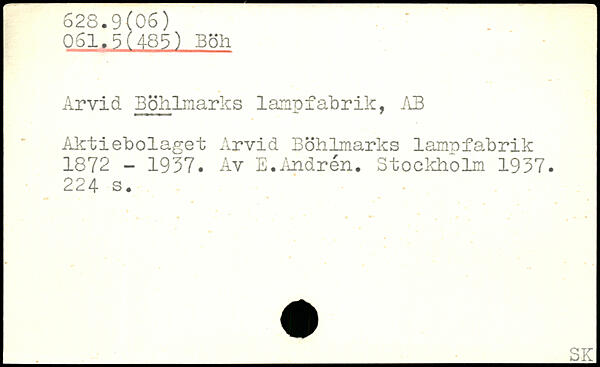 628.9(06)
061.5(485) Böh
Arvid Böhlmarks lampfabrik, AB
Aktiebolaget Arvid Böhlmarks lampfabrik
1872 - 1937. Av E.Andrén. Stockholm 1937.
224 s.
SK